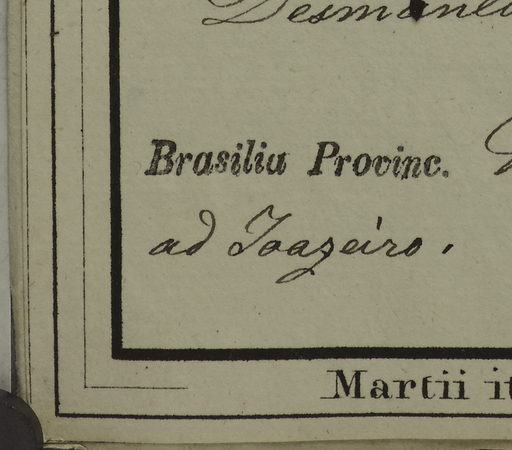 Brasilia Provinc.
ad Joazeiro.
Martii it